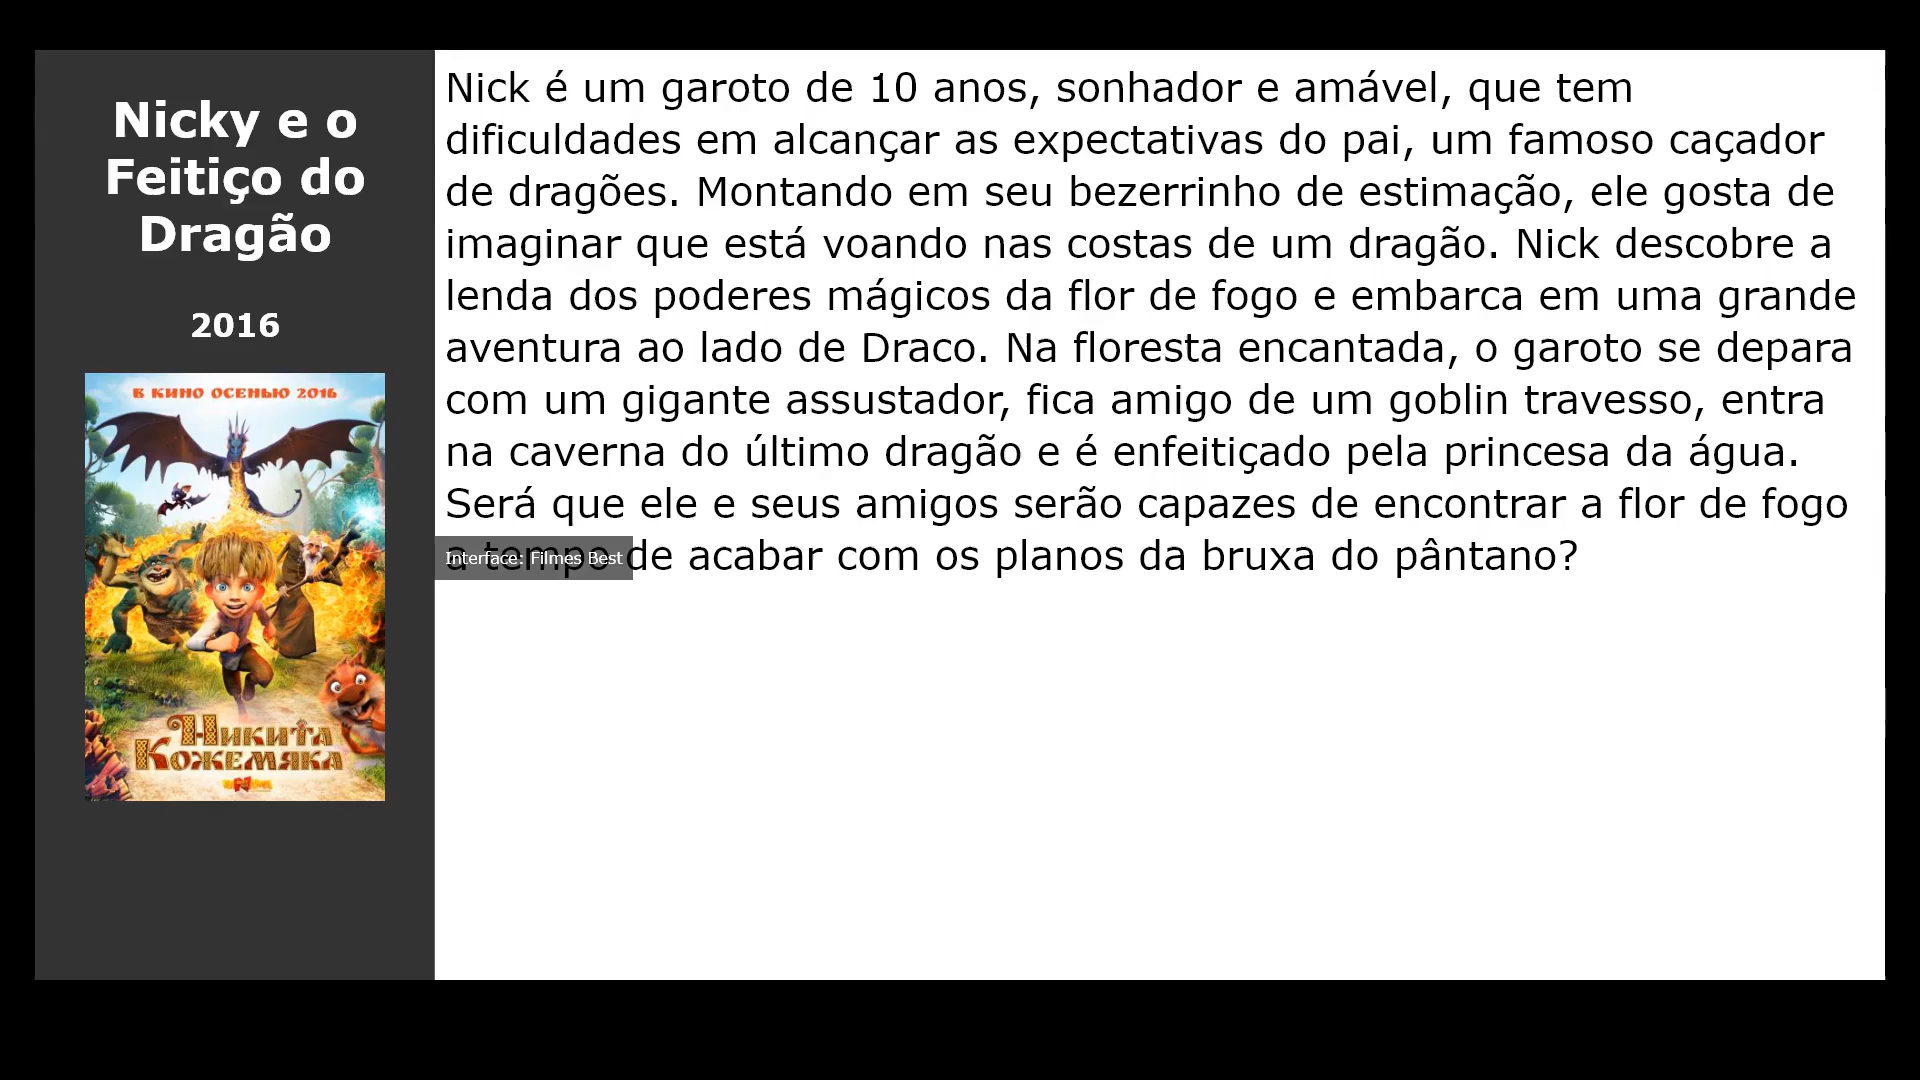 Nicky e o
Feitiço do
Dragão
2016
В КИНО ОСЕНЬЮ 2016
НИКИТА
КОЖЕМЯКА
Nick é um garoto de 10 anos, sonhador e amável, que tem
dificuldades em alcançar as expectativas do pai, um famoso caçador
de dragões. Montando em seu bezerrinho de estimação, ele gosta de
imaginar que está voando nas costas de um dragão. Nick descobre a
lenda dos poderes mágicos da flor de fogo e embarca em uma grande
aventura ao lado de Draco. Na floresta encantada, o garoto se depara
com um gigante assustador, fica amigo de um goblin travesso, entra
na caverna do último dragão e é enfeitiçado pela princesa da água.
Será que ele e seus amigos serão capazes de encontrar a flor de fogo
a tempo de acabar com os planos da bruxa do pântano?
Interface: Filmes Best